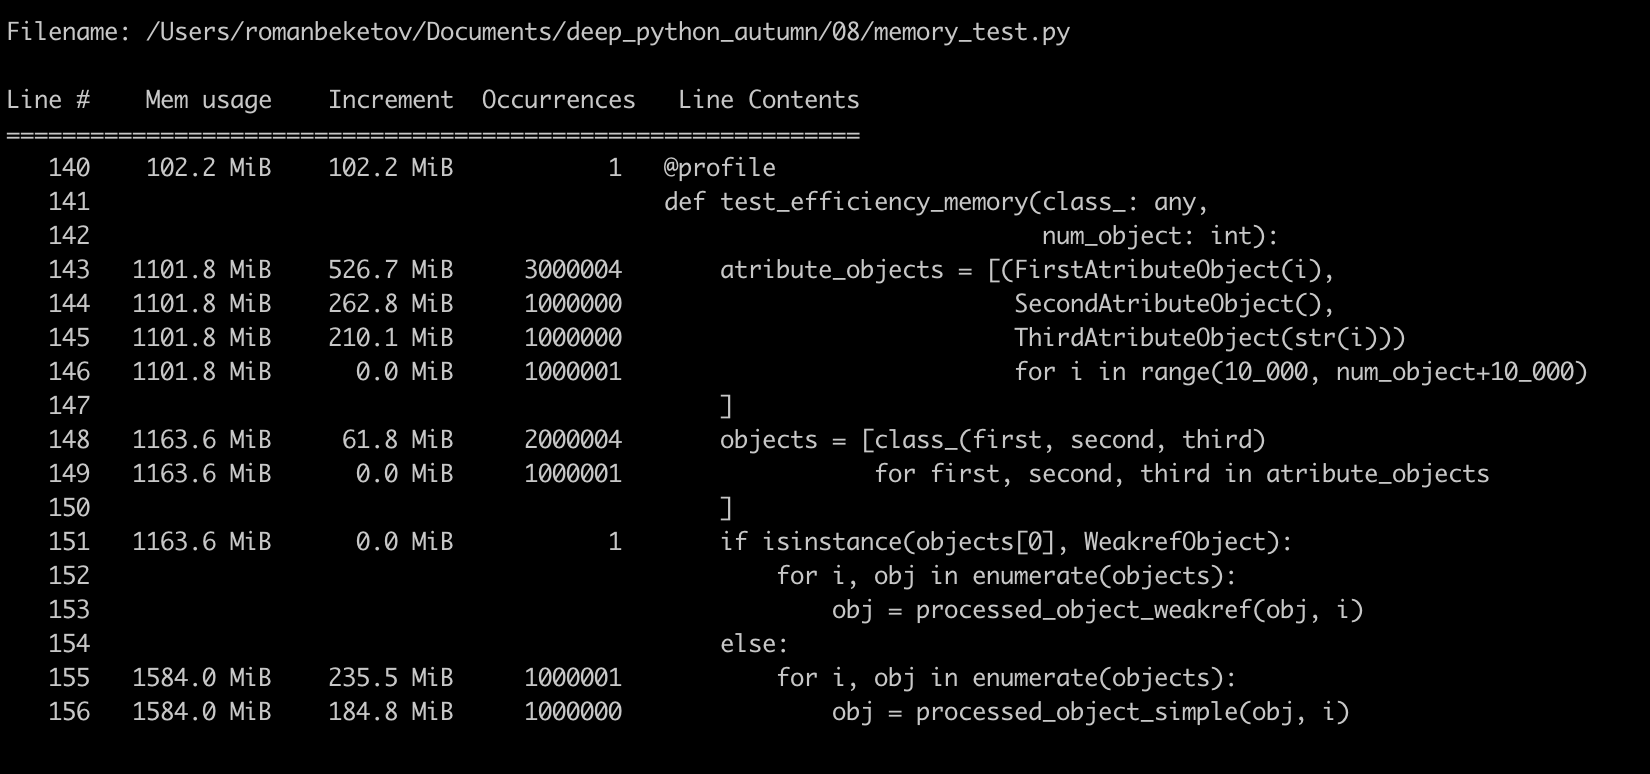 Filename: /Users/romanbeketov/Documents/deep_python_autumn/08/memory_test.py
Line #    Mem usage    Increment  Occurrences   Line Contents
=============================================================
   140    102.2 MiB    102.2 MiB           1   @profile
   141                                         def test_efficiency_memory(class_: any,
   142                                                                    num_object: int):
   143   1101.8 MiB    526.7 MiB     3000004       atribute_objects = [(FirstAtributeObject(i),
   144   1101.8 MiB    262.8 MiB     1000000                            SecondAtributeObject(),
   145   1101.8 MiB    210.1 MiB     1000000                            ThirdAtributeObject(str(i)))
   146   1101.8 MiB      0.0 MiB     1000001                            for i in range(10_000, num_object+10_000)
   147                                             ]
   148   1163.6 MiB     61.8 MiB     2000004       objects = [class_(first, second, third)
   149   1163.6 MiB      0.0 MiB     1000001                  for first, second, third in atribute_objects
   150                                             ]
   151   1163.6 MiB      0.0 MiB           1       if isinstance(objects[0], WeakrefObject):
   152                                                 for i, obj in enumerate(objects):
   153                                                     obj = processed_object_weakref(obj, i)
   154                                             else:
   155   1584.0 MiB    235.5 MiB     1000001           for i, obj in enumerate(objects):
   156   1584.0 MiB    184.8 MiB     1000000               obj = processed_object_simple(obj, i)